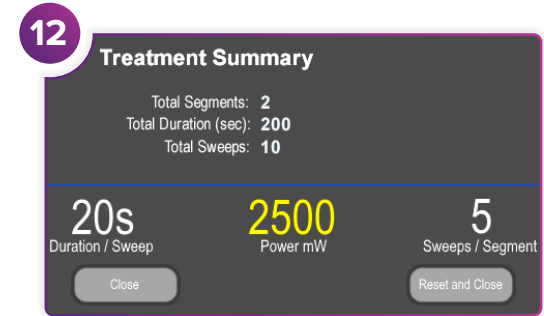 12
Treatment Summary
Total Segments: 2
Total Duration (sec): 200
Total Sweeps: 10
20s 2500 5
Duration / Sweep Power mW Sweeps / Segment
Close Reset and Close